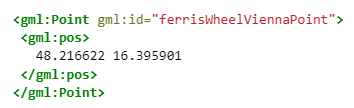 <gml:Point gml:id="ferrisWheelViennaPoint">
<gml:pos>
48.216622 16.395901
</gml:pos>
</gml:Point>